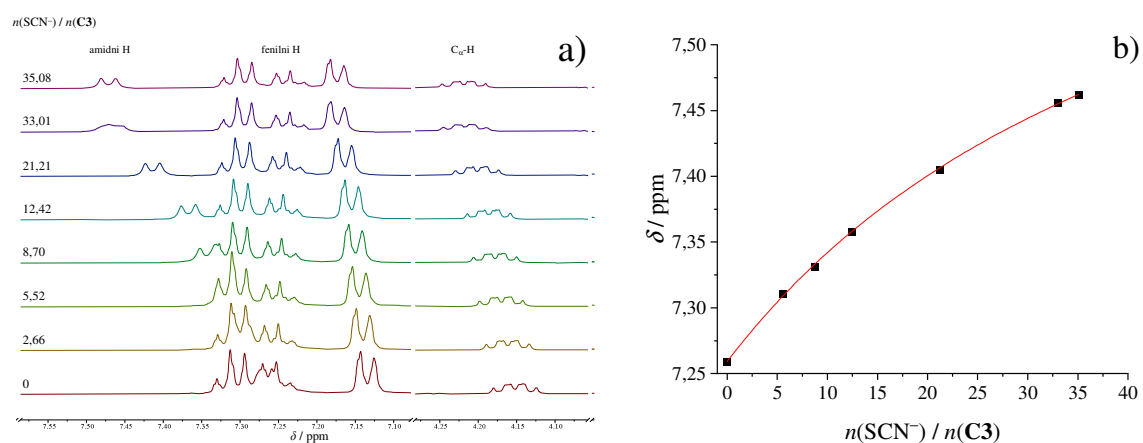 n(SCN⁻) / n(C3)
amidni H
fenilni H
Cα-H
a)
35,08
33,01
21,21
12,42
8,70
5,52
2,66
0
7.55 7.50 7.45 7.40 7.35 7.30 7.25 7.20 7.15 7.10 4.25 4.20 4.15 4.10
δ / ppm
b)
7,50
7,45
7,40
7,35
7,30
7,25
δ / ppm
0 5 10 15 20 25 30 35 40
n(SCN⁻) / n(C3)